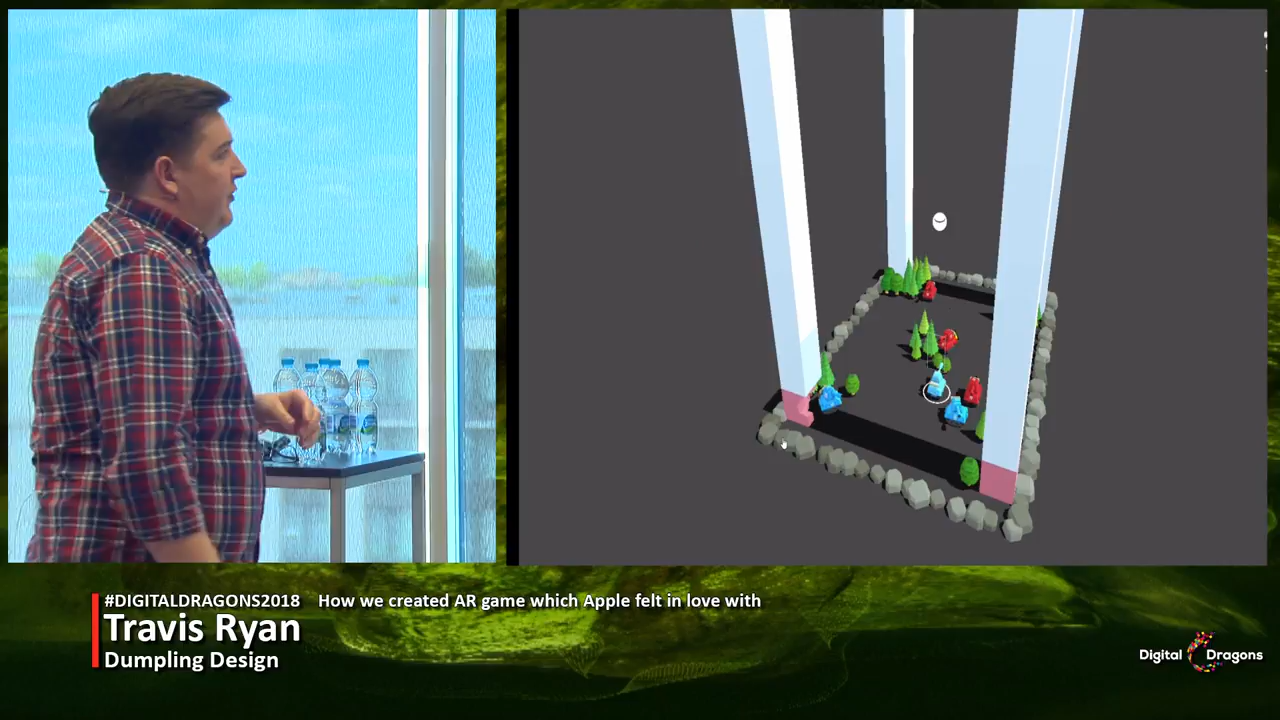 #DIGITALDRAGONS2018 How we created AR game which Apple felt in love with
Travis Ryan
Dumpling Design
Digital Dragons